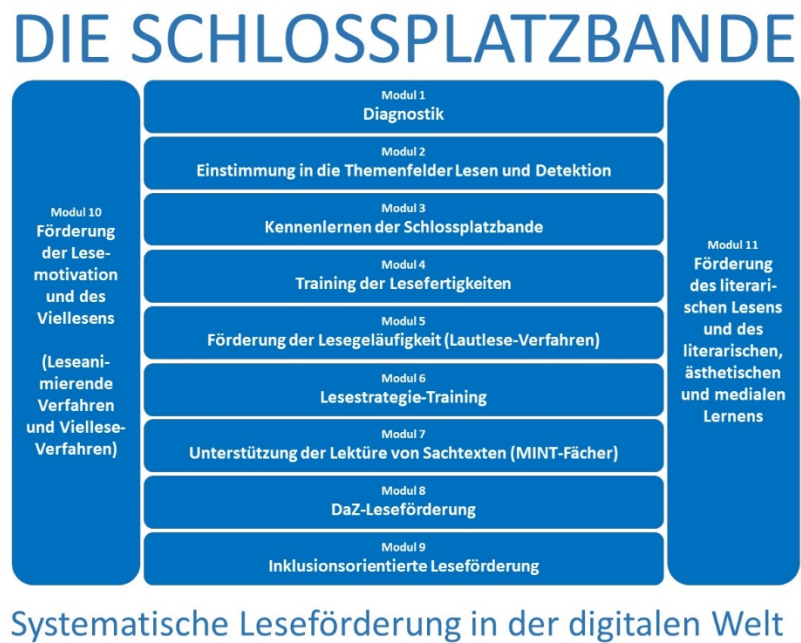 DIE SCHLOSSPLATZBANDE
Modul 10
Förderung
der Lese-
motivation
und des
Viellesens
(Leseani-
mierende
Verfahren
und Viellese-
Verfahren)
Modul 1
Diagnostik
Modul 2
Einstimmung in die Themenfelder Lesen und Detektion
Modul 3
Kennenlernen der Schlossplatzbande
Modul 4
Training der Lesefertigkeiten
Modul 5
Förderung der Lesegeläufigkeit (Lautlese-Verfahren)
Modul 6
Lesestrategie-Training
Modul 7
Unterstützung der Lektüre von Sachtexten (MINT-Fächer)
Modul 8
DaZ-Leseförderung
Modul 9
Inklusionsorientierte Leseförderung
Modul 11
Förderung
des literari-
schen Lesens
und des
literarischen,
ästhetischen
und medialen
Lernens
Systematische Leseförderung in der digitalen Welt